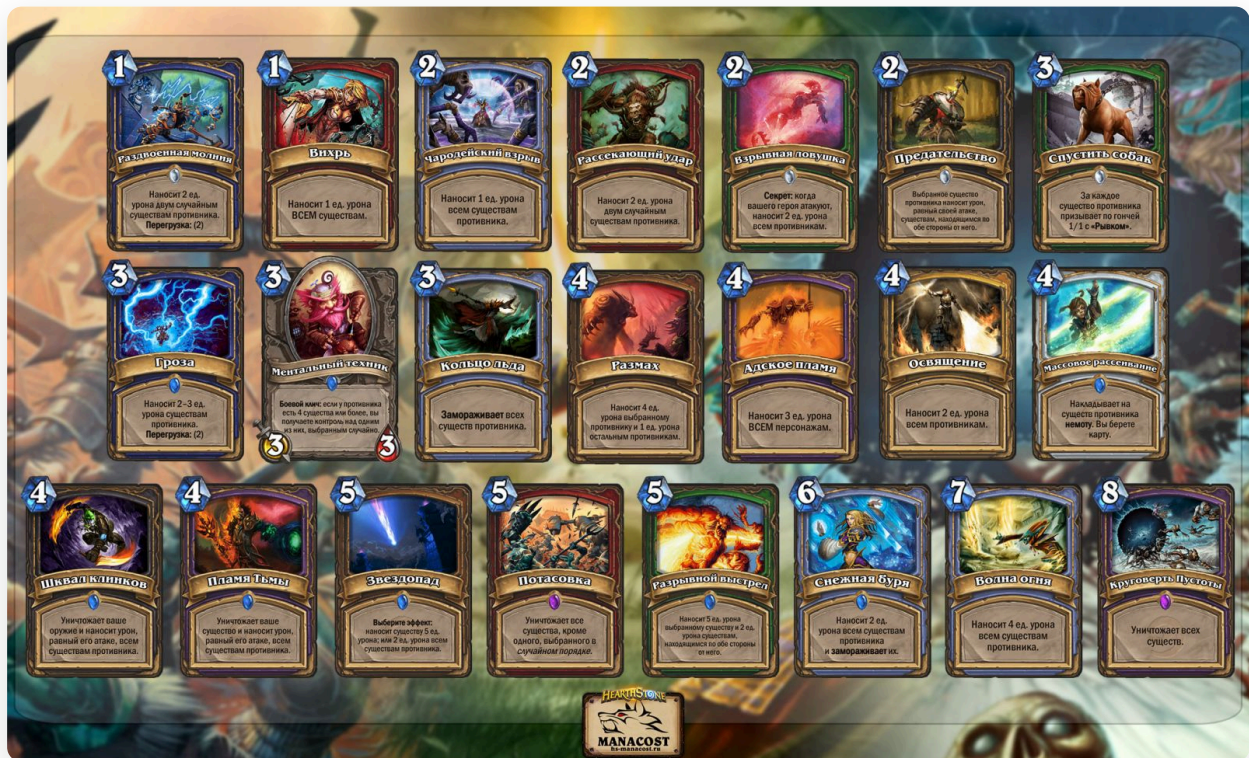 1
Раздвоенная молния
Наносит 2 ед.
урона двум случайным
существам противника.
Перегрузка: (2)
1
Вихрь
Наносит 1 ед. урона
ВСЕМ существам.
2
Чародейский взрыв
Наносит 1 ед. урона
всем существам
противника.
2
Рассекающий удар
Наносит 2 ед. урона
двум случайным
существам противника.
2
Взрывная ловушка
Секрет: когда
вашего героя атакуют,
наносит 2 ед. урона
всем противникам.
2
Предательство
Выбранное существо
противника наносит урон,
равный своей атаке,
существам, находящимся по
обе стороны от него.
3
Спустить собак
За каждое
существо противника
призывает по гончей
1/1 с «Рывком».
3
Гроза
Наносит 2–3 ед.
урона существам
противника.
Перегрузка: (2)
3
Ментальный техник
Боевой клич: если у противника
есть 4 существа или более, вы
получаете контроль над одним
из них, выбранным случайно.
3
3
3
Кольцо льда
Замораживает всех
существ противника.
4
Размах
Наносит 4 ед.
урона выбранному
противнику и 1 ед. урона
остальным противникам.
4
Адское пламя
Наносит 3 ед. урона
ВСЕМ персонажам.
4
Освящение
Наносит 2 ед. урона
всем противникам.
4
Массовое рассеивание
Накладывает на
существ противника
немоту. Вы берете
карту.
4
Шквал клинков
Уничтожает ваше
оружие и наносит урон,
равный его атаке, всем
существам противника.
4
Пламя Тьмы
Уничтожает ваше
существо и наносит урон,
равный его атаке, всем
существам противника.
5
Звездопад
Выберите эффект:
наносит существу 5 ед.
урона; или 2 ед. урона всем
существам противника.
5
Потасовка
Уничтожает все
существа, кроме
одного, выбранного в
случайном порядке.
5
Разрывной выстрел
Наносит 5 ед. урона
выбранному существу и 2 ед.
урона существам,
находящимся по обе стороны
от него.
6
Снежная буря
Наносит 2 ед.
урона всем существам
противника
и замораживает их.
7
Волна огня
Наносит 4 ед. урона
всем существам
противника.
8
Круговерть Пустоты
Уничтожает всех
существ.
HEARTHSTONE
MANACOST
hs-manacost.ru